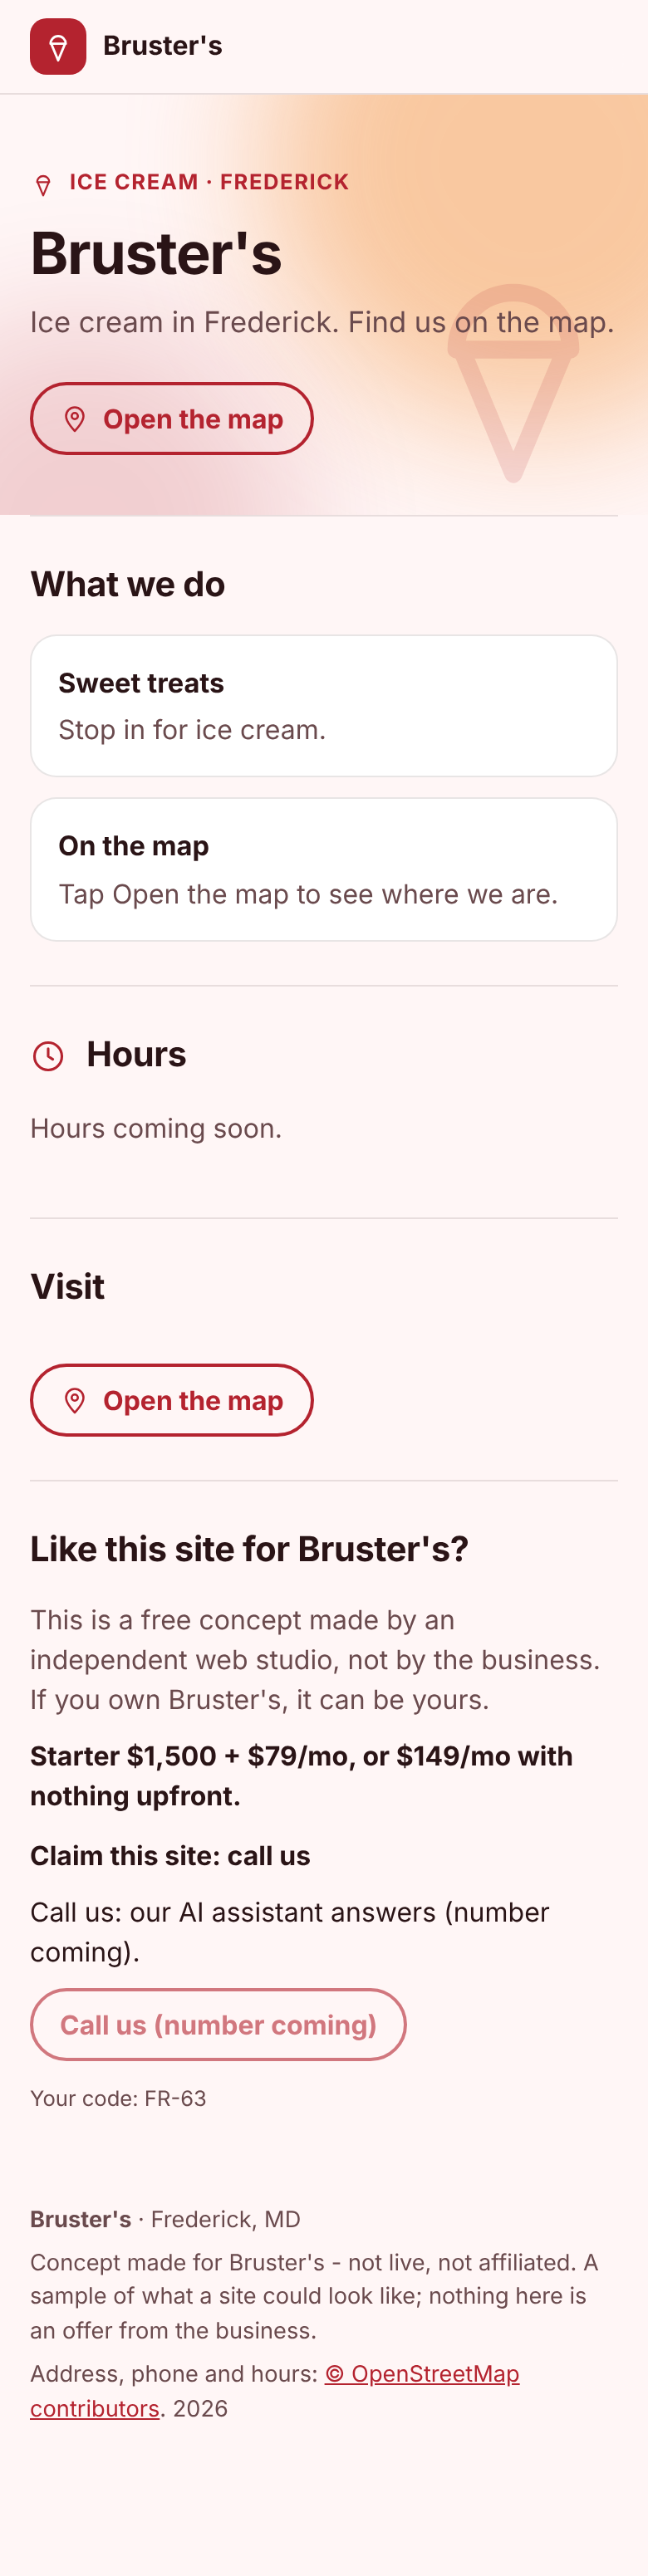 Bruster's
ICE CREAM · FREDERICK
Bruster's
Ice cream in Frederick. Find us on the map.
Open the map
What we do
Sweet treats
Stop in for ice cream.
On the map
Tap Open the map to see where we are.
Hours
Hours coming soon.
Visit
Open the map
Like this site for Bruster's?
This is a free concept made by an
independent web studio, not by the business.
If you own Bruster's, it can be yours.
Starter $1,500 + $79/mo, or $149/mo with
nothing upfront.
Claim this site: call us
Call us: our AI assistant answers (number
coming).
Call us (number coming)
Your code: FR-63
Bruster's · Frederick, MD
Concept made for Bruster's - not live, not affiliated. A
sample of what a site could look like; nothing here is
an offer from the business.
Address, phone and hours: © OpenStreetMap
contributors. 2026